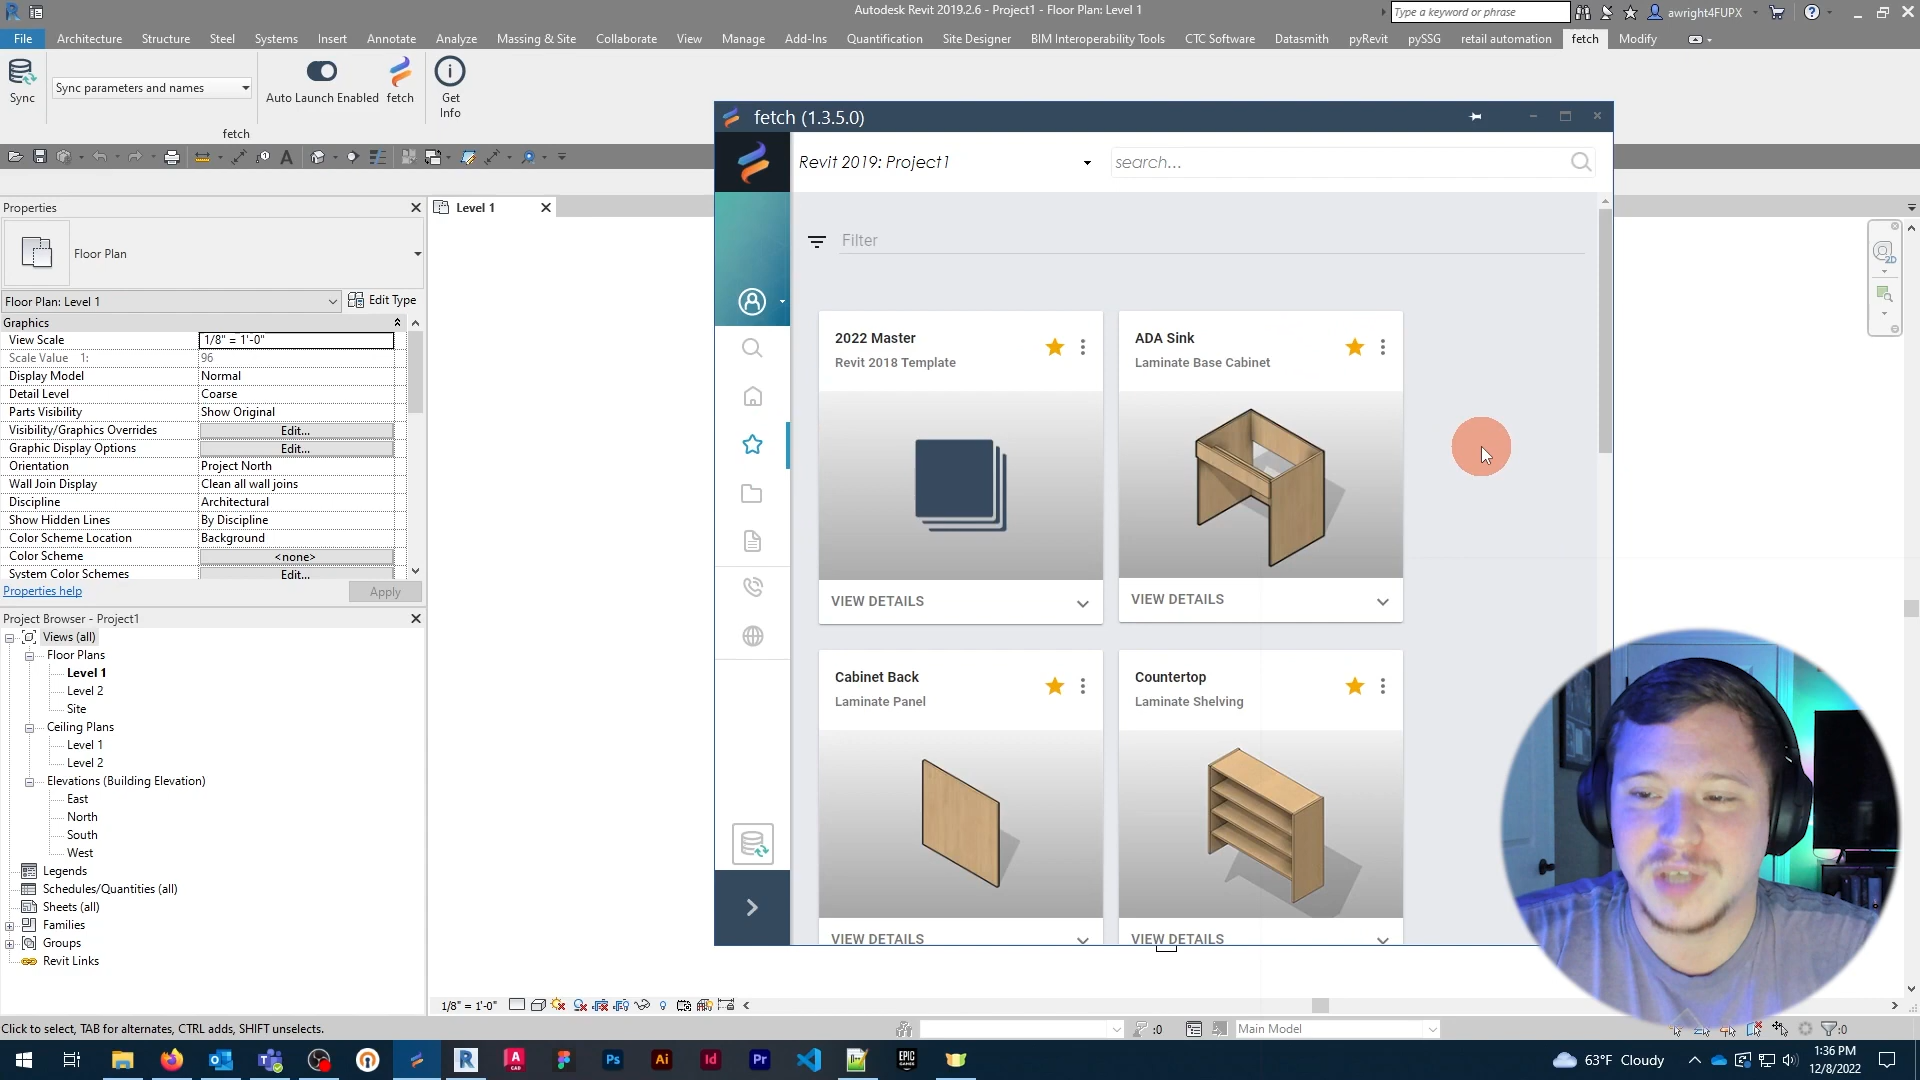 Autodesk Revit 2019.2.6 - Project1 - Floor Plan: Level 1
Type a keyword or phrase
awright4FUPX
File Architecture Structure Steel Systems Insert Annotate Analyze Massing & Site Collaborate View Manage Add-Ins Quantification Site Designer BIM Interoperability Tools CTC Software Datasmith pyRevit pySSG retail automation fetch Modify
Sync
Sync parameters and names
Auto Launch Enabled
fetch
Get
Info
fetch
Properties
Floor Plan
Floor Plan: Level 1
Edit Type
Graphics
View Scale 1/8" = 1'-0"
Scale Value 1: 96
Display Model Normal
Detail Level Coarse
Parts Visibility Show Original
Visibility/Graphics Overrides Edit...
Graphic Display Options Edit...
Orientation Project North
Wall Join Display Clean all wall joins
Discipline Architectural
Show Hidden Lines By Discipline
Color Scheme Location Background
Color Scheme <none>
System Color Schemes Edit...
Properties help
Apply
Project Browser - Project1
Views (all)
Floor Plans
Level 1
Level 2
Site
Ceiling Plans
Level 1
Level 2
Elevations (Building Elevation)
East
North
South
West
Legends
Schedules/Quantities (all)
Sheets (all)
Families
Groups
Revit Links
Level 1
2D
fetch (1.3.5.0)
Revit 2019: Project1
search...
Filter
2022 Master
Revit 2018 Template
VIEW DETAILS
ADA Sink
Laminate Base Cabinet
VIEW DETAILS
Cabinet Back
Laminate Panel
VIEW DETAILS
Countertop
Laminate Shelving
VIEW DETAILS
1/8" = 1'-0"
Click to select, TAB for alternates, CTRL adds, SHIFT unselects.
:0
Main Model
:0
R
A
CAD
Ps
Ai
Id
Pr
EPIC
GAMES
63°F Cloudy
1:36 PM
12/8/2022